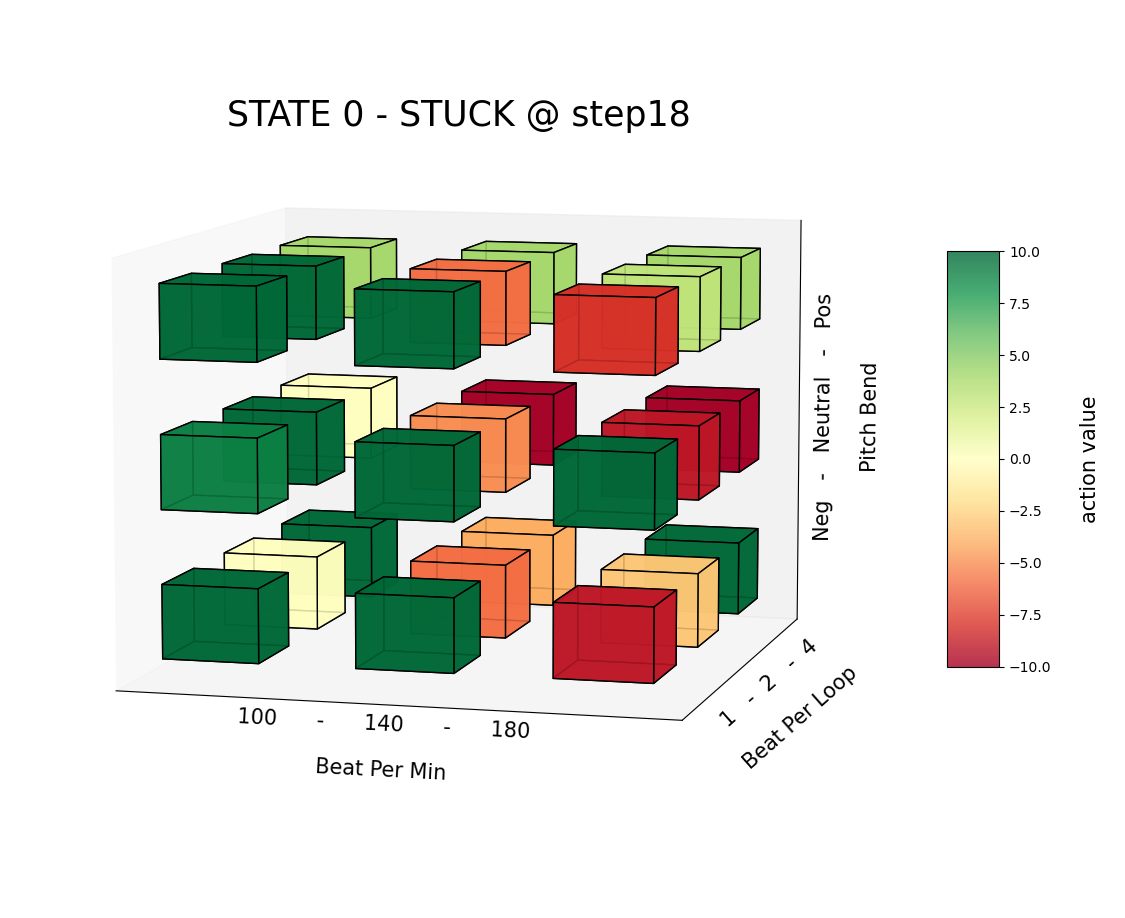 STATE 0 - STUCK @ step18
Neg - Neutral - Pos
Pitch Bend
1 - 2 - 4
Beat Per Loop
100 - 140 - 180
Beat Per Min
10.0
7.5
5.0
2.5
0.0
−2.5
−5.0
−7.5
−10.0
action value